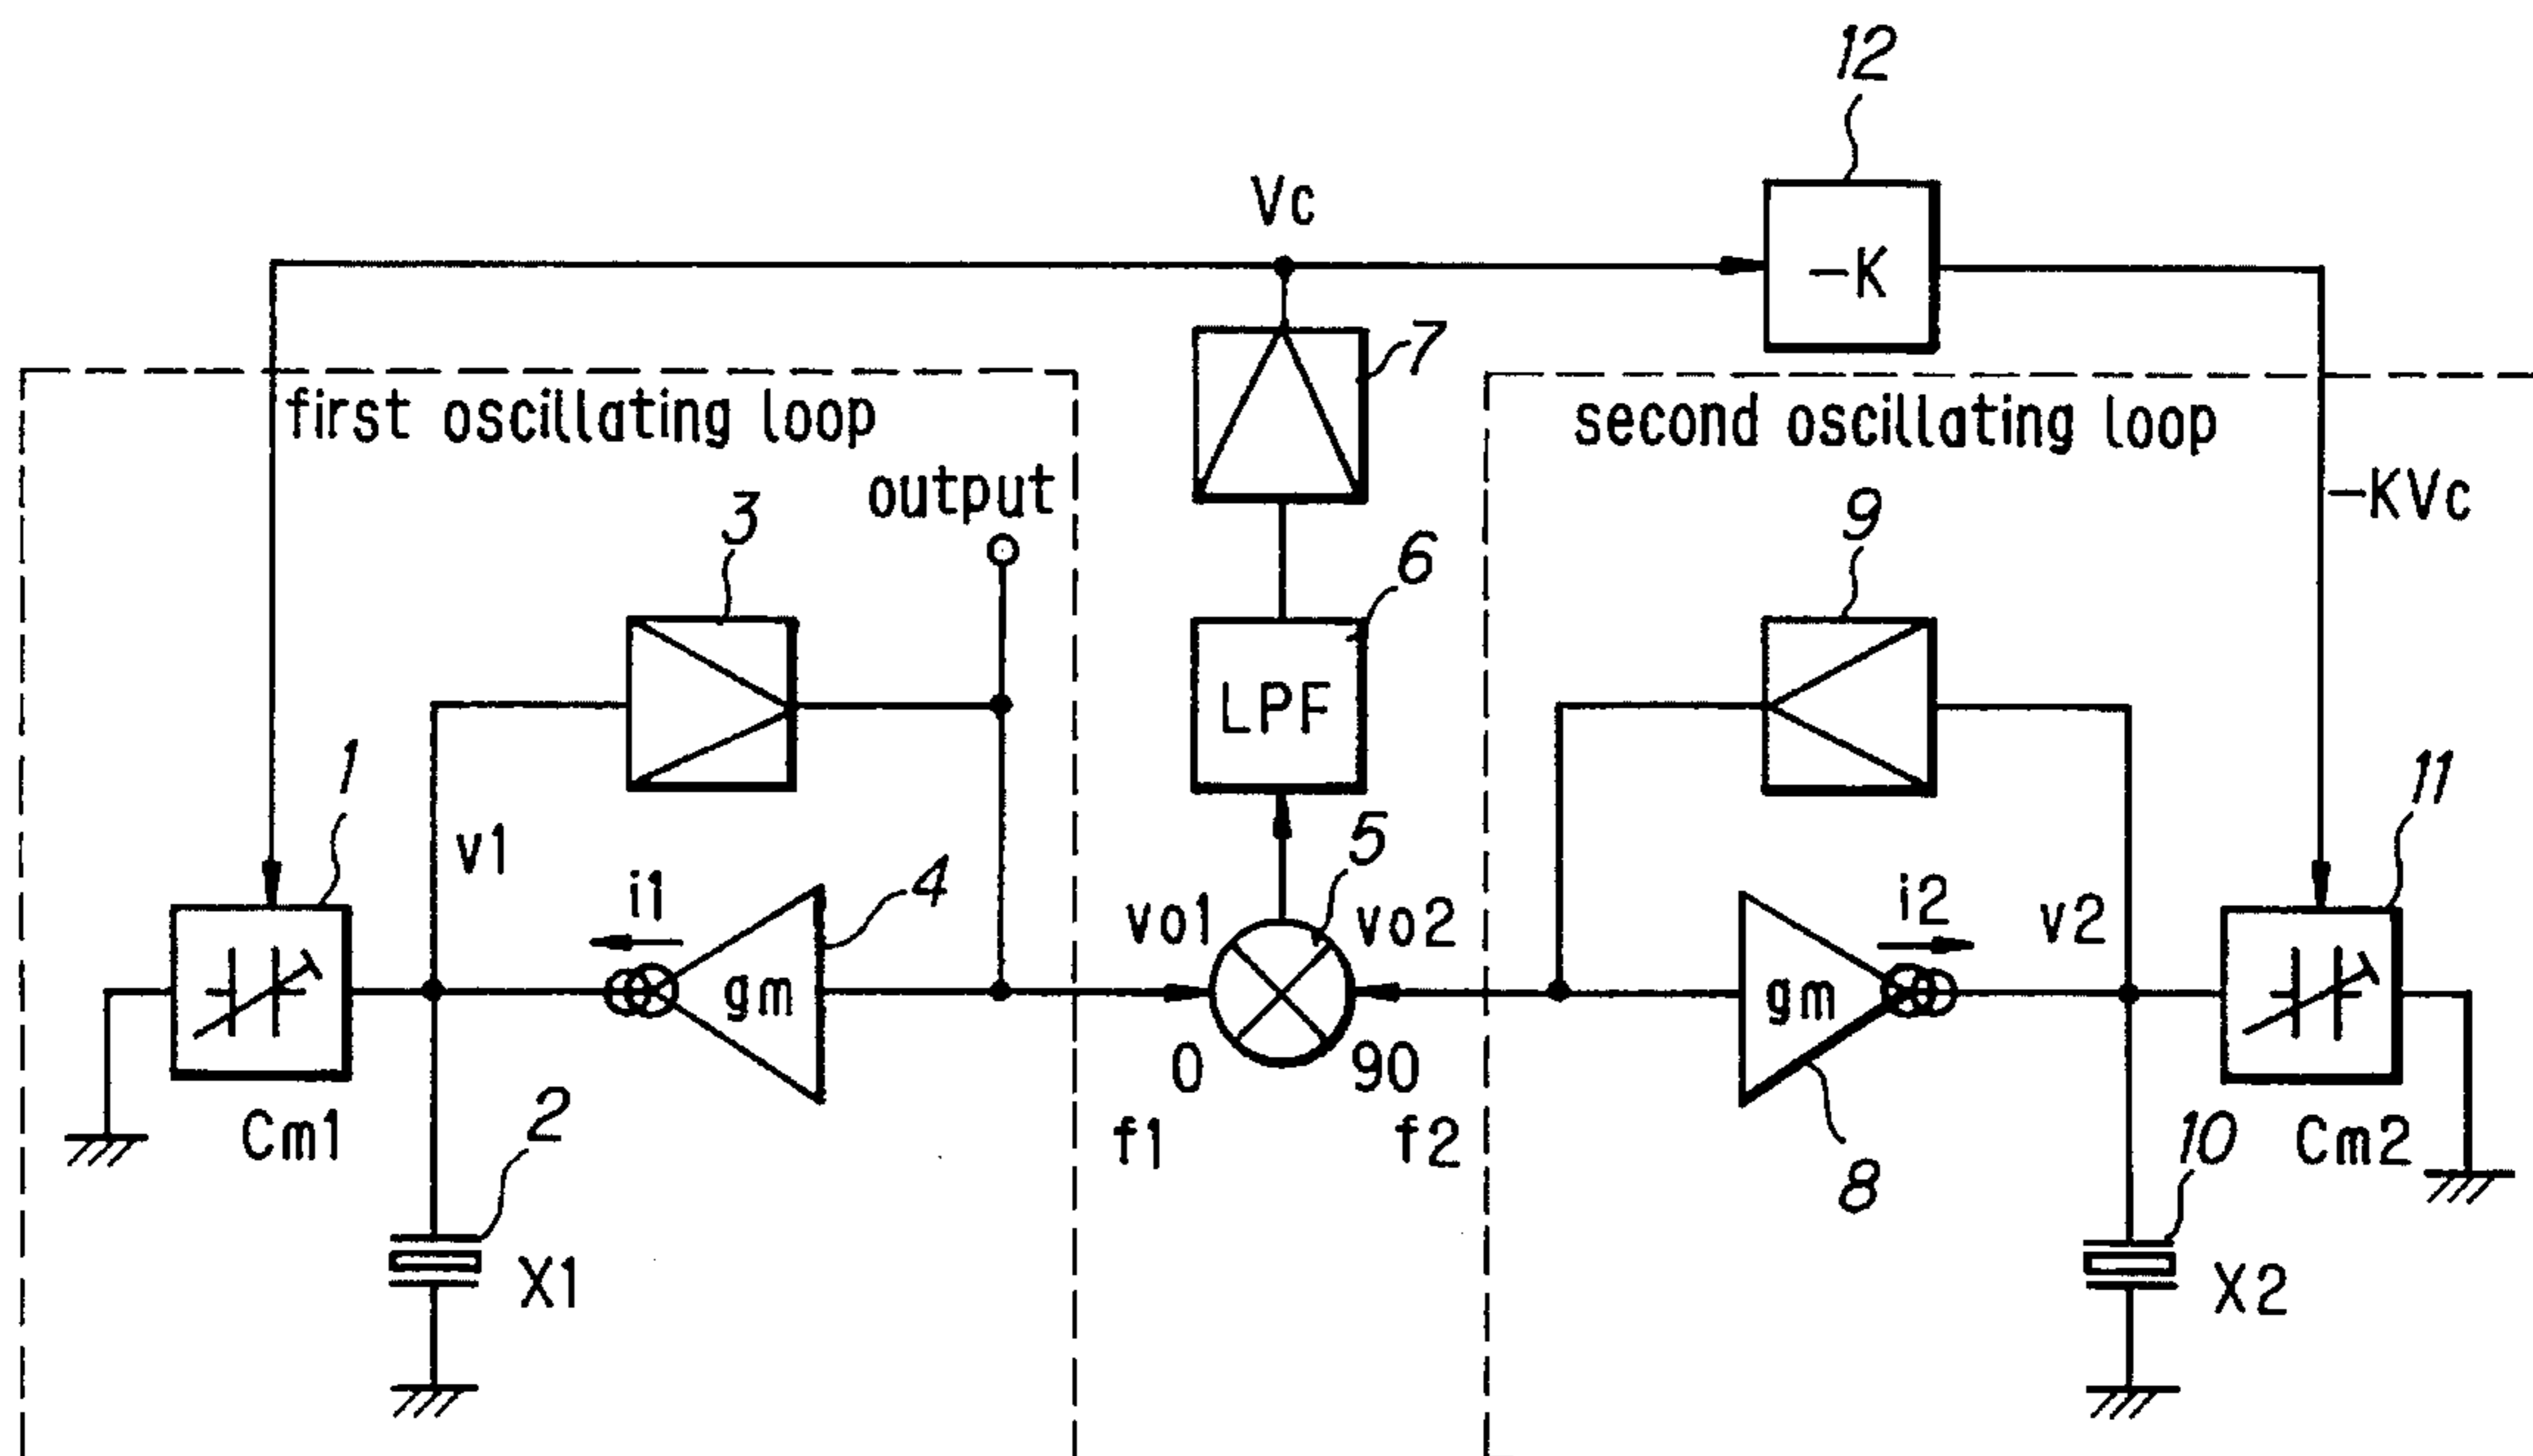 12
Vc
-K
7
first oscillating loop
second oscillating loop
output
-KVc
3
9
6
LPF
1
11
v1
5
i1
4
vo1
vo2
i2
v2
gm
gm
0
90
2
Cm1
f1
f2
8
10
Cm2
X1
X2